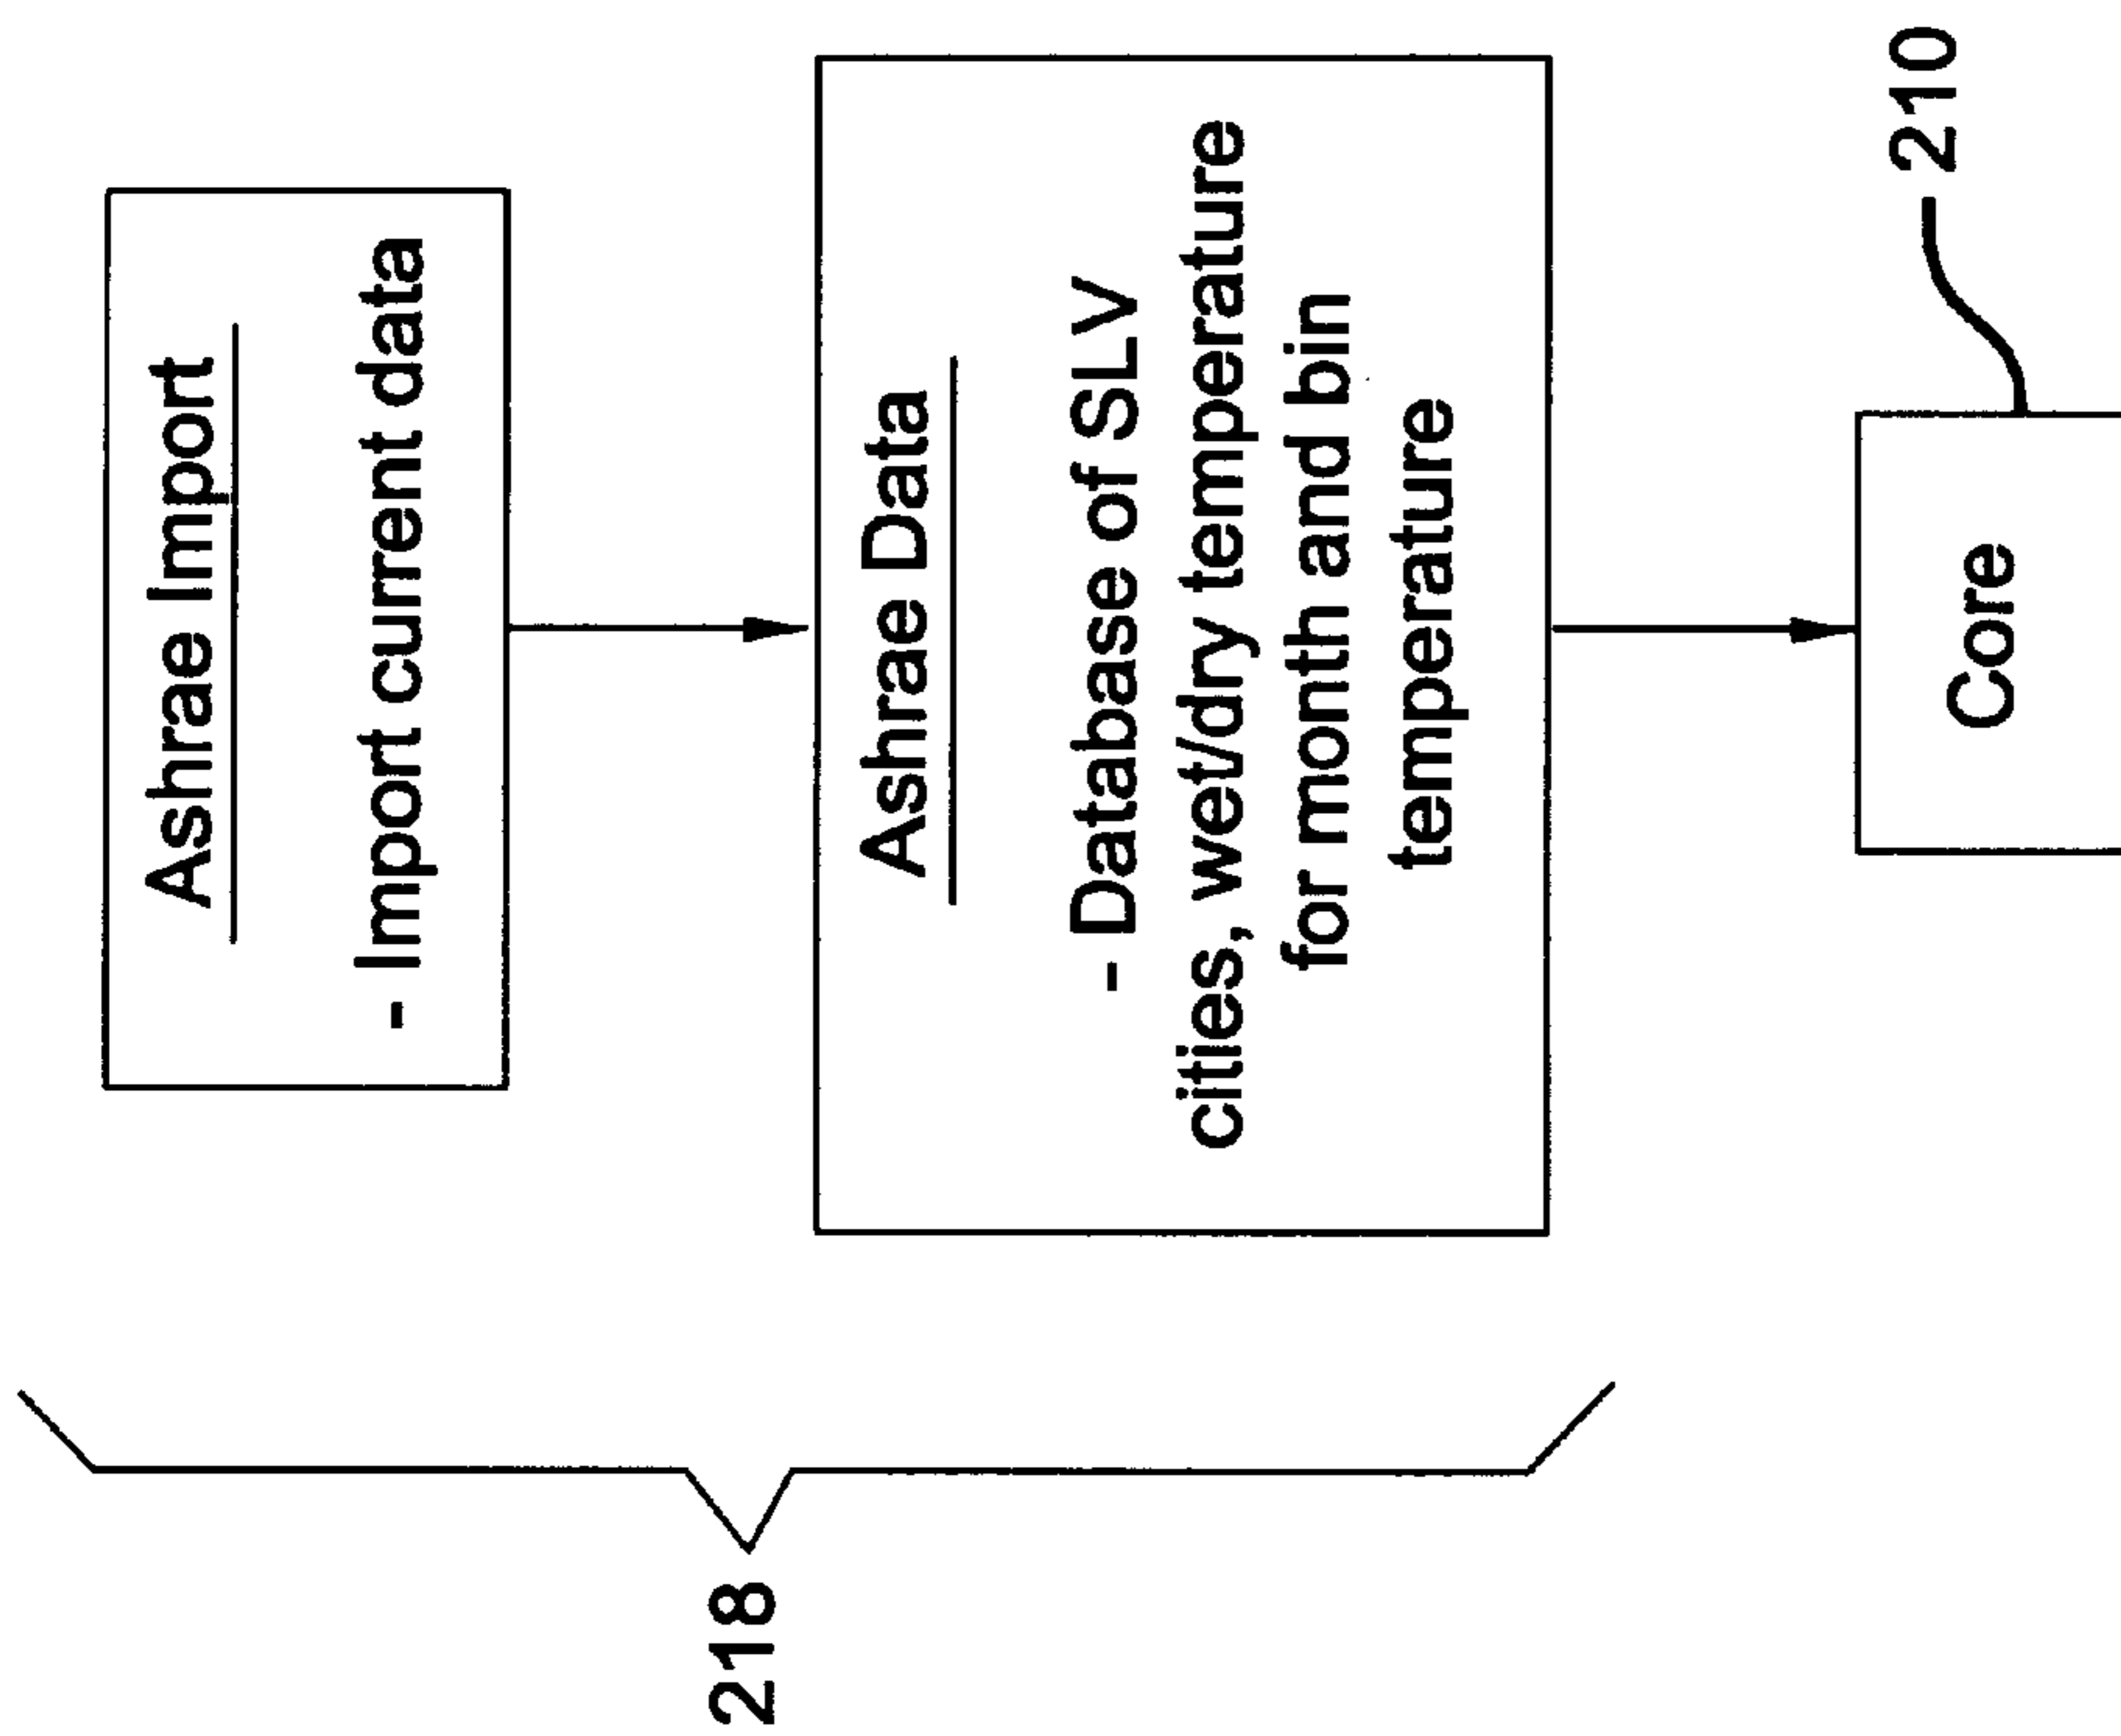 Ashrae Import
- Import current data
Ashrae Data
- Database of SLV
cities, wet/dry temperature
for month and bin
temperature
Core
210
218